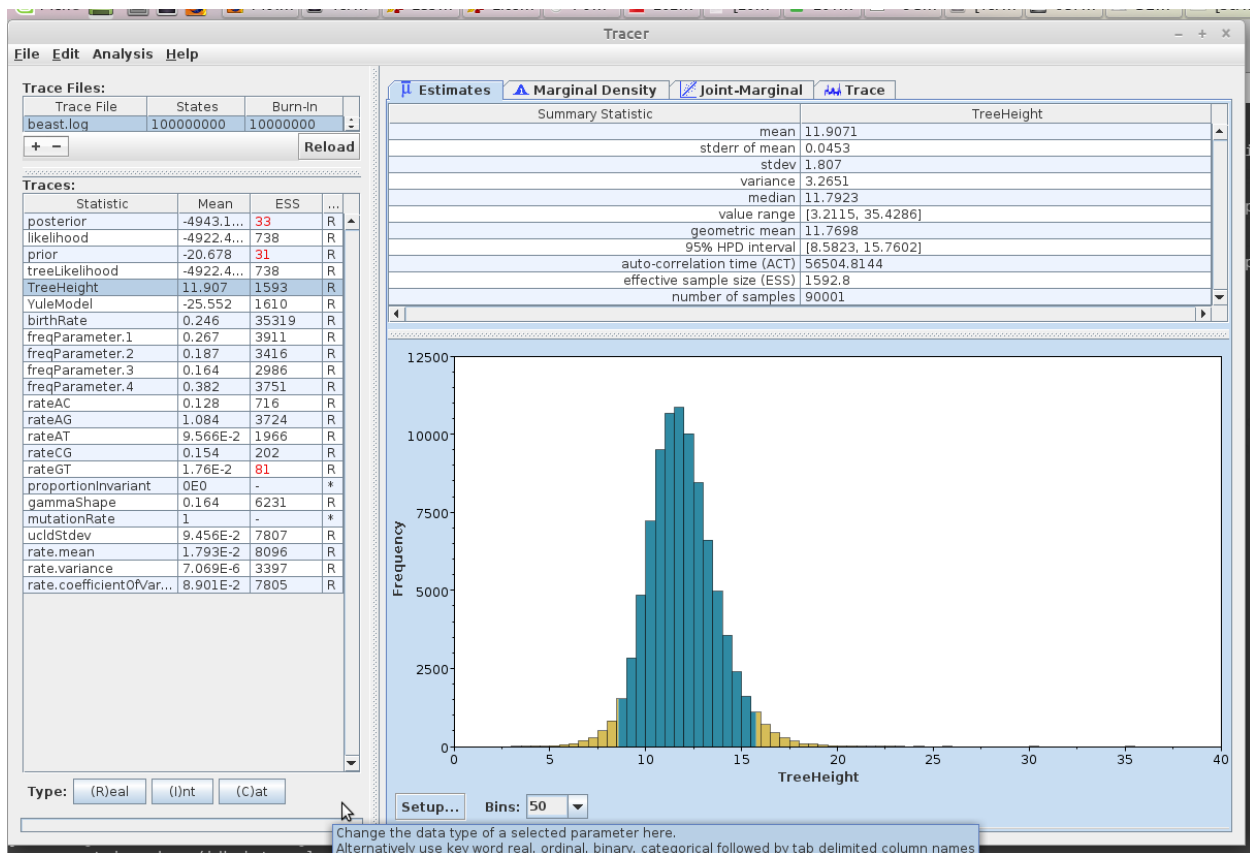 Tracer
File Edit Analysis Help
Trace Files:
Trace File States Burn-In
beast.log 100000000 10000000
+ - Reload
Traces:
Statistic Mean ESS ...
posterior -4943.1... 33 R
likelihood -4922.4... 738 R
prior -20.678 31 R
treeLikelihood -4922.4... 738 R
TreeHeight 11.907 1593 R
YuleModel -25.552 1610 R
birthRate 0.246 35319 R
freqParameter.1 0.267 3911 R
freqParameter.2 0.187 3416 R
freqParameter.3 0.164 2986 R
freqParameter.4 0.382 3751 R
rateAC 0.128 716 R
rateAG 1.084 3724 R
rateAT 9.566E-2 1966 R
rateCG 0.154 202 R
rateGT 1.76E-2 81 R
proportionInvariant 0E0 - *
gammaShape 0.164 6231 R
mutationRate 1 - *
ucldStdev 9.456E-2 7807 R
rate.mean 1.793E-2 8096 R
rate.variance 7.069E-6 3397 R
rate.coefficientOfVar... 8.901E-2 7805 R
Type: (R)eal (I)nt (C)at
Estimates Marginal Density Joint-Marginal Trace
Summary Statistic TreeHeight
mean 11.9071
stderr of mean 0.0453
stdev 1.807
variance 3.2651
median 11.7923
value range [3.2115, 35.4286]
geometric mean 11.7698
95% HPD interval [8.5823, 15.7602]
auto-correlation time (ACT) 56504.8144
effective sample size (ESS) 1592.8
number of samples 90001
12500
10000
7500
5000
2500
0
Frequency
0 5 10 15 20 25 30 35 40
TreeHeight
Setup... Bins: 50
Change the data type of a selected parameter here.
Alternatively use key word real, ordinal, binary, categorical followed by tab delimited column names